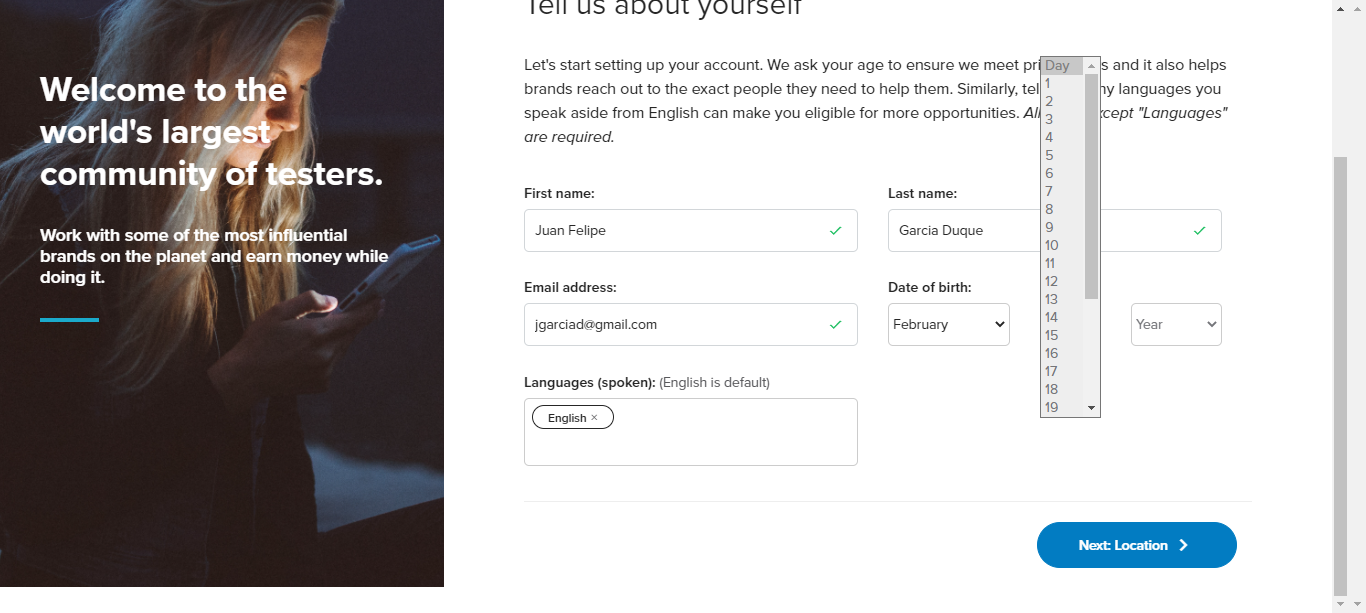 Welcome to the
world's largest
community of testers.
Work with some of the most influential
brands on the planet and earn money while
doing it.
Tell us about yourself
Let's start setting up your account. We ask your age to ensure we meet pri s and it also helps
brands reach out to the exact people they need to help them. Similarly, tel ny languages you
speak aside from English can make you eligible for more opportunities. Al cept "Languages"
are required.
First name:
Last name:
Juan Felipe
Garcia Duque
Email address:
Date of birth:
jgarciad@gmail.com
February
Year
Day
1
2
3
4
5
6
7
8
9
10
11
12
13
14
15
16
17
18
19
Languages (spoken): (English is default)
English ×
Next: Location